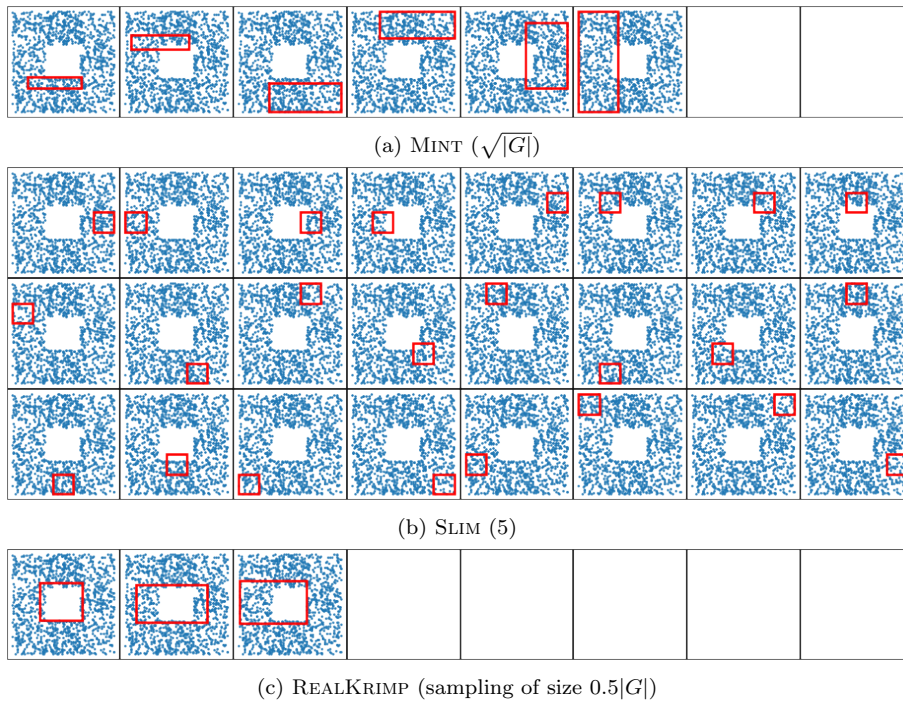 (a) MINT (√|G|)
(b) SLIM (5)
(c) REALKRIMP (sampling of size 0.5|G|)